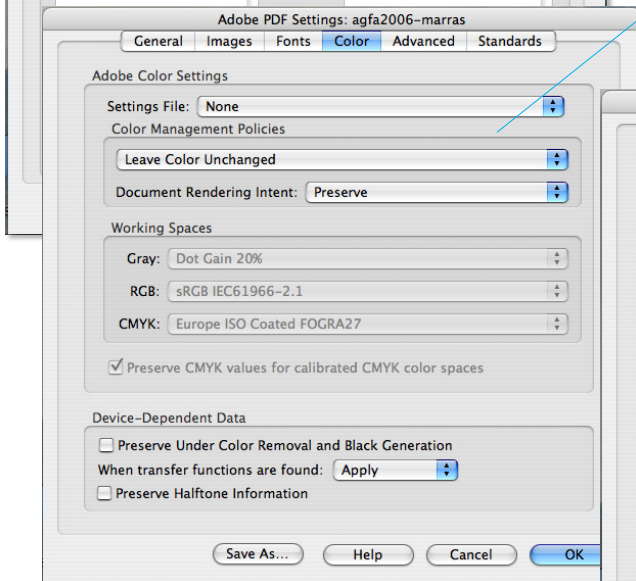 Adobe PDF Settings: agfa2006-marras
General Images Fonts Color Advanced Standards
Adobe Color Settings
Settings File: None
Color Management Policies
Leave Color Unchanged
Document Rendering Intent: Preserve
Working Spaces
Gray: Dot Gain 20%
RGB: sRGB IEC61966-2.1
CMYK: Europe ISO Coated FOGRA27
Preserve CMYK values for calibrated CMYK color spaces
Device-Dependent Data
Preserve Under Color Removal and Black Generation
When transfer functions are found: Apply
Preserve Halftone Information
Save As... Help Cancel OK